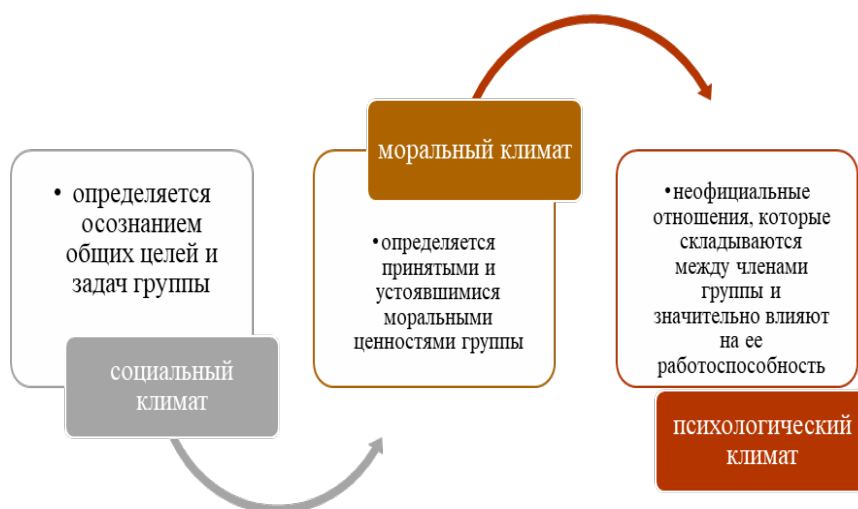 • определяется
осознанием
общих целей и
задач группы
социальный
климат
моральный климат
•определяется
принятыми и
устоявшимися
моральными
ценностями группы
•неофициальные
отношения, которые
складываются
между членами
группы и
значительно влияют
на ее
работоспособность
психологический
климат